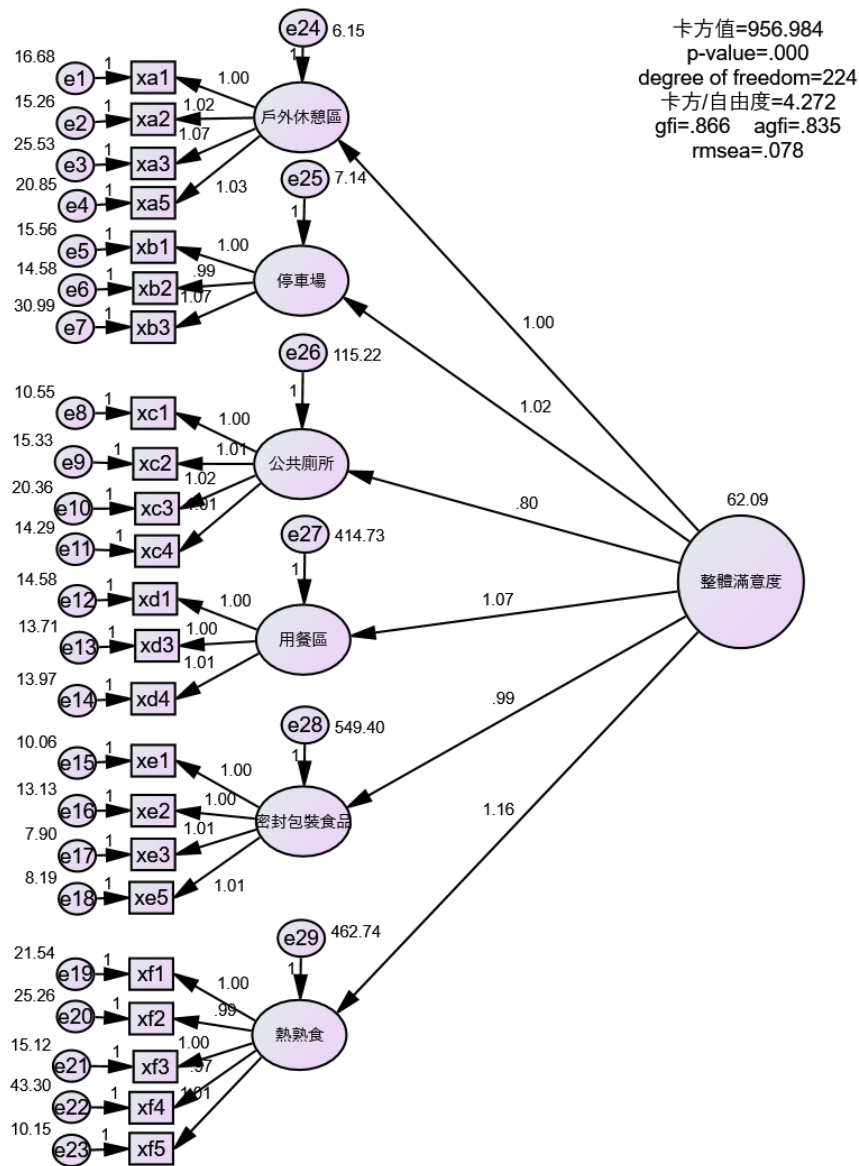 卡方值=956.984
p-value=.000
degree of freedom=224
卡方/自由度=4.272
gfi=.866 agfi=.835
rmsea=.078
e24 6.15
16.68 e1 1 xa1 1.00
15.26 e2 1 xa2 1.02
25.53 e3 1 xa3 1.07
20.85 e4 1 xa5 1.03
1
戶外休憩區
e25 7.14
15.56 e5 1 xb1 1.00
14.58 e6 1 xb2 .99
30.99 e7 1 xb3 1.07
1
停車場
e26 115.22
10.55 e8 1 xc1 1.00
15.33 e9 1 xc2 1.01
20.36 e10 1 xc3 1.02
14.29 e11 1 xc4 1.01
1
公共廁所
e27 414.73
14.58 e12 1 xd1 1.00
13.71 e13 1 xd3 1.00
13.97 e14 1 xd4 1.01
1
用餐區
e28 549.40
10.06 e15 1 xe1 1.00
13.13 e16 1 xe2 1.00
7.90 e17 1 xe3 1.01
8.19 e18 1 xe5 1.01
1
密封包裝食品
e29 462.74
21.54 e19 1 xf1 1.00
25.26 e20 1 xf2 .99
15.12 e21 1 xf3 1.00
43.30 e22 1 xf4 .97
10.15 e23 1 xf5 1.01
1
熱熟食
1.00
1.02
.80
1.07
.99
1.16
62.09
整體滿意度